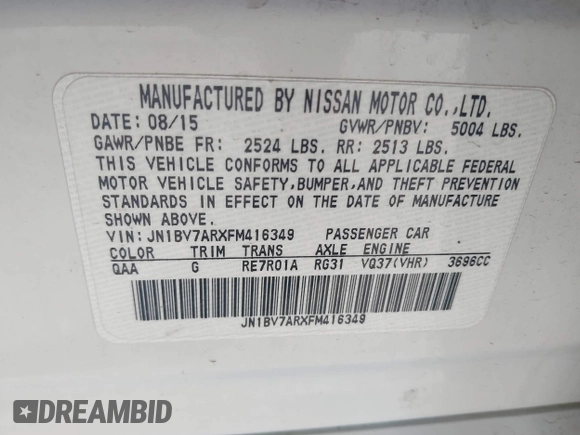 MANUFACTURED BY NISSAN MOTOR CO.,LTD.
DATE: 08/15 GVWR/PNBV: 5004 LBS.
GAWR/PNBE FR: 2524 LBS. RR: 2513 LBS.
THIS VEHICLE CONFORMS TO ALL APPLICABLE FEDERAL
MOTOR VEHICLE SAFETY,BUMPER,AND THEFT PREVENTION
STANDARDS IN EFFECT ON THE DATE OF MANUFACTURE
SHOWN ABOVE.
VIN: JN1BV7ARXFM416349 PASSENGER CAR
COLOR TRIM TRANS AXLE ENGINE
QAA G RE7R01A RG31 VQ37(VHR) 3696CC
JN1BV7ARXFM416349
DREAMBID